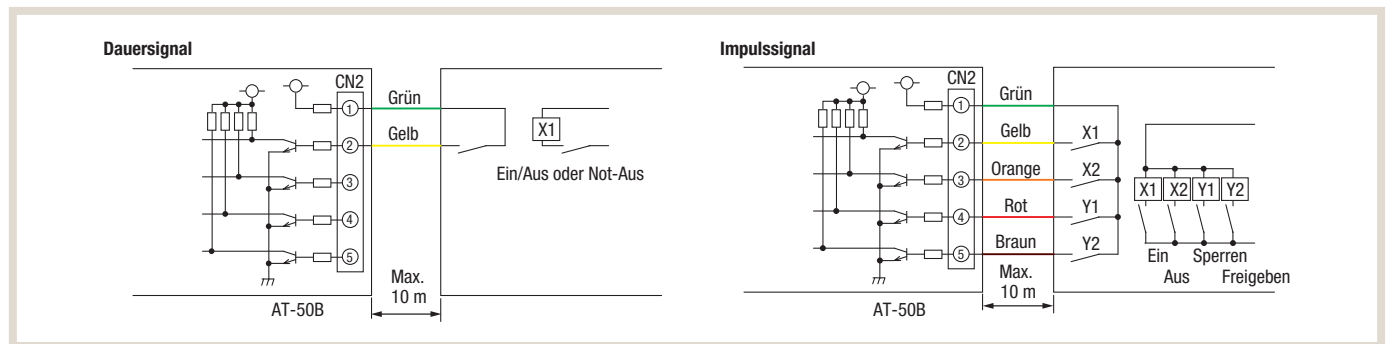 Dauersignal
CN2
1
Grün
2
Gelb
3
4
5
X1
Ein/Aus oder Not-Aus
Max.
10 m
AT-50B
Impulssignal
CN2
1
Grün
2
Gelb
X1
3
Orange
X2
4
Rot
Y1
5
Braun
Y2
X1 X2 Y1 Y2
Ein Sperren
Aus Freigeben
Max.
10 m
AT-50B